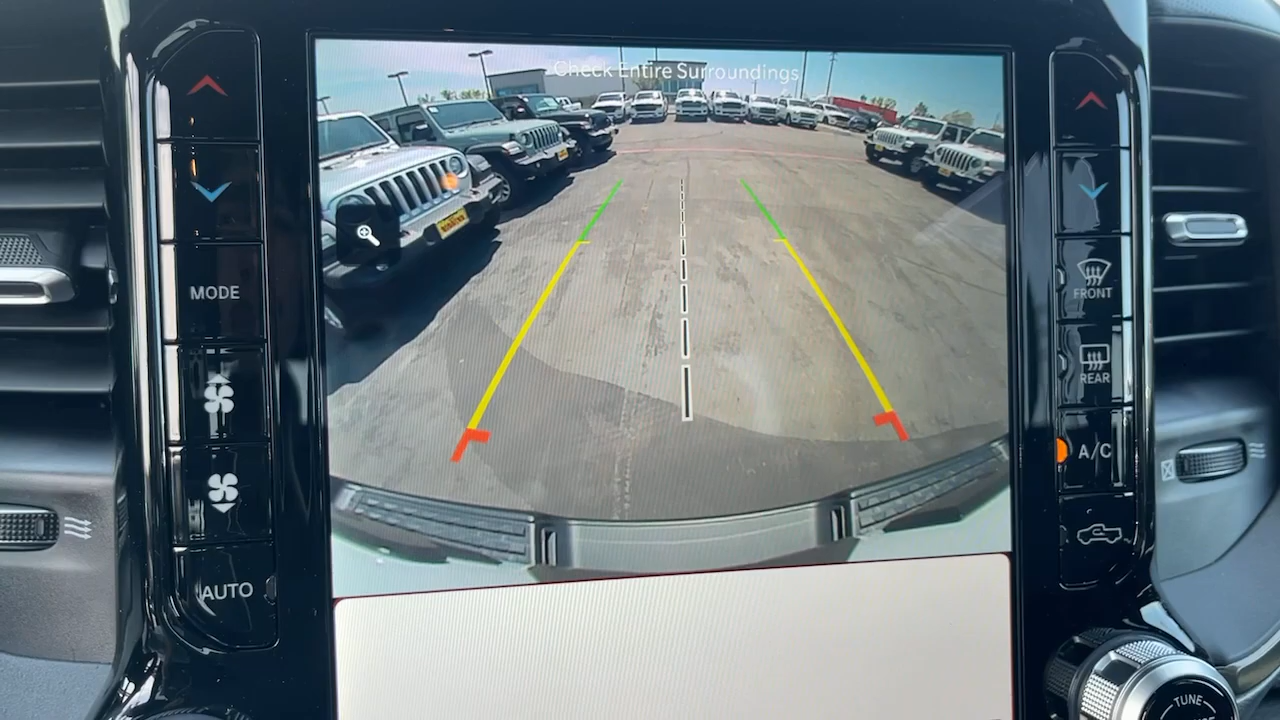 Check Entire Surroundings
MODE
AUTO
FRONT
REAR
A/C
TUNE